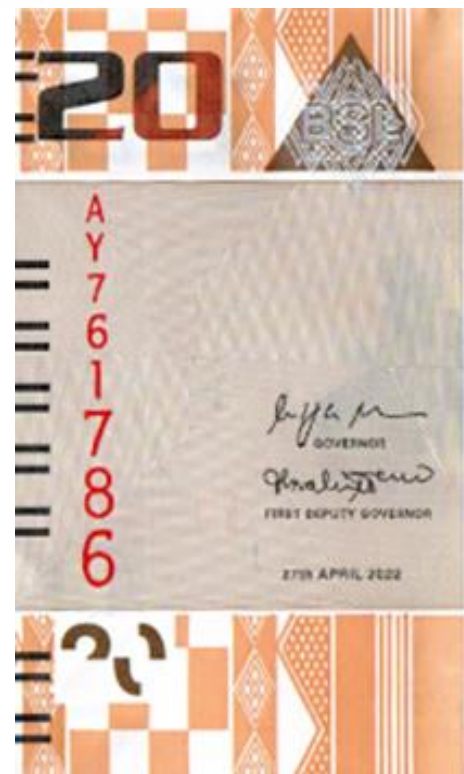 20
BSL
AY761786
GOVERNOR
FIRST DEPUTY GOVERNOR
27th APRIL 2022